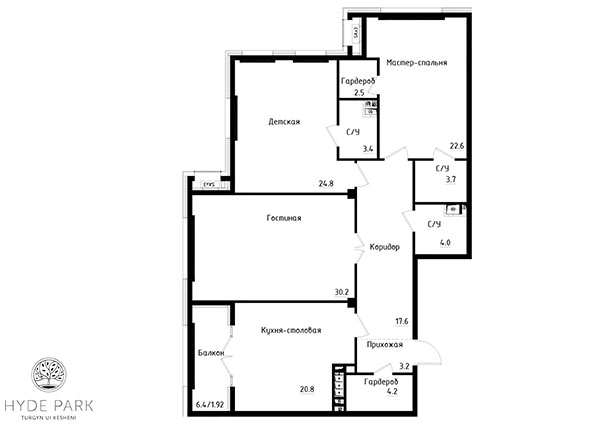 Мастер-спальня
22.6
Гардероб
2.5
Детская
24.8
С/У
3.4
С/У
3.7
С/У
4.0
Гостиная
30.2
Коридор
17.6
Кухня-столовая
20.8
Балкон
6.4/1.92
Прихожая
3.2
Гардероб
4.2
HYDE PARK
TURGYN UI KESHENI